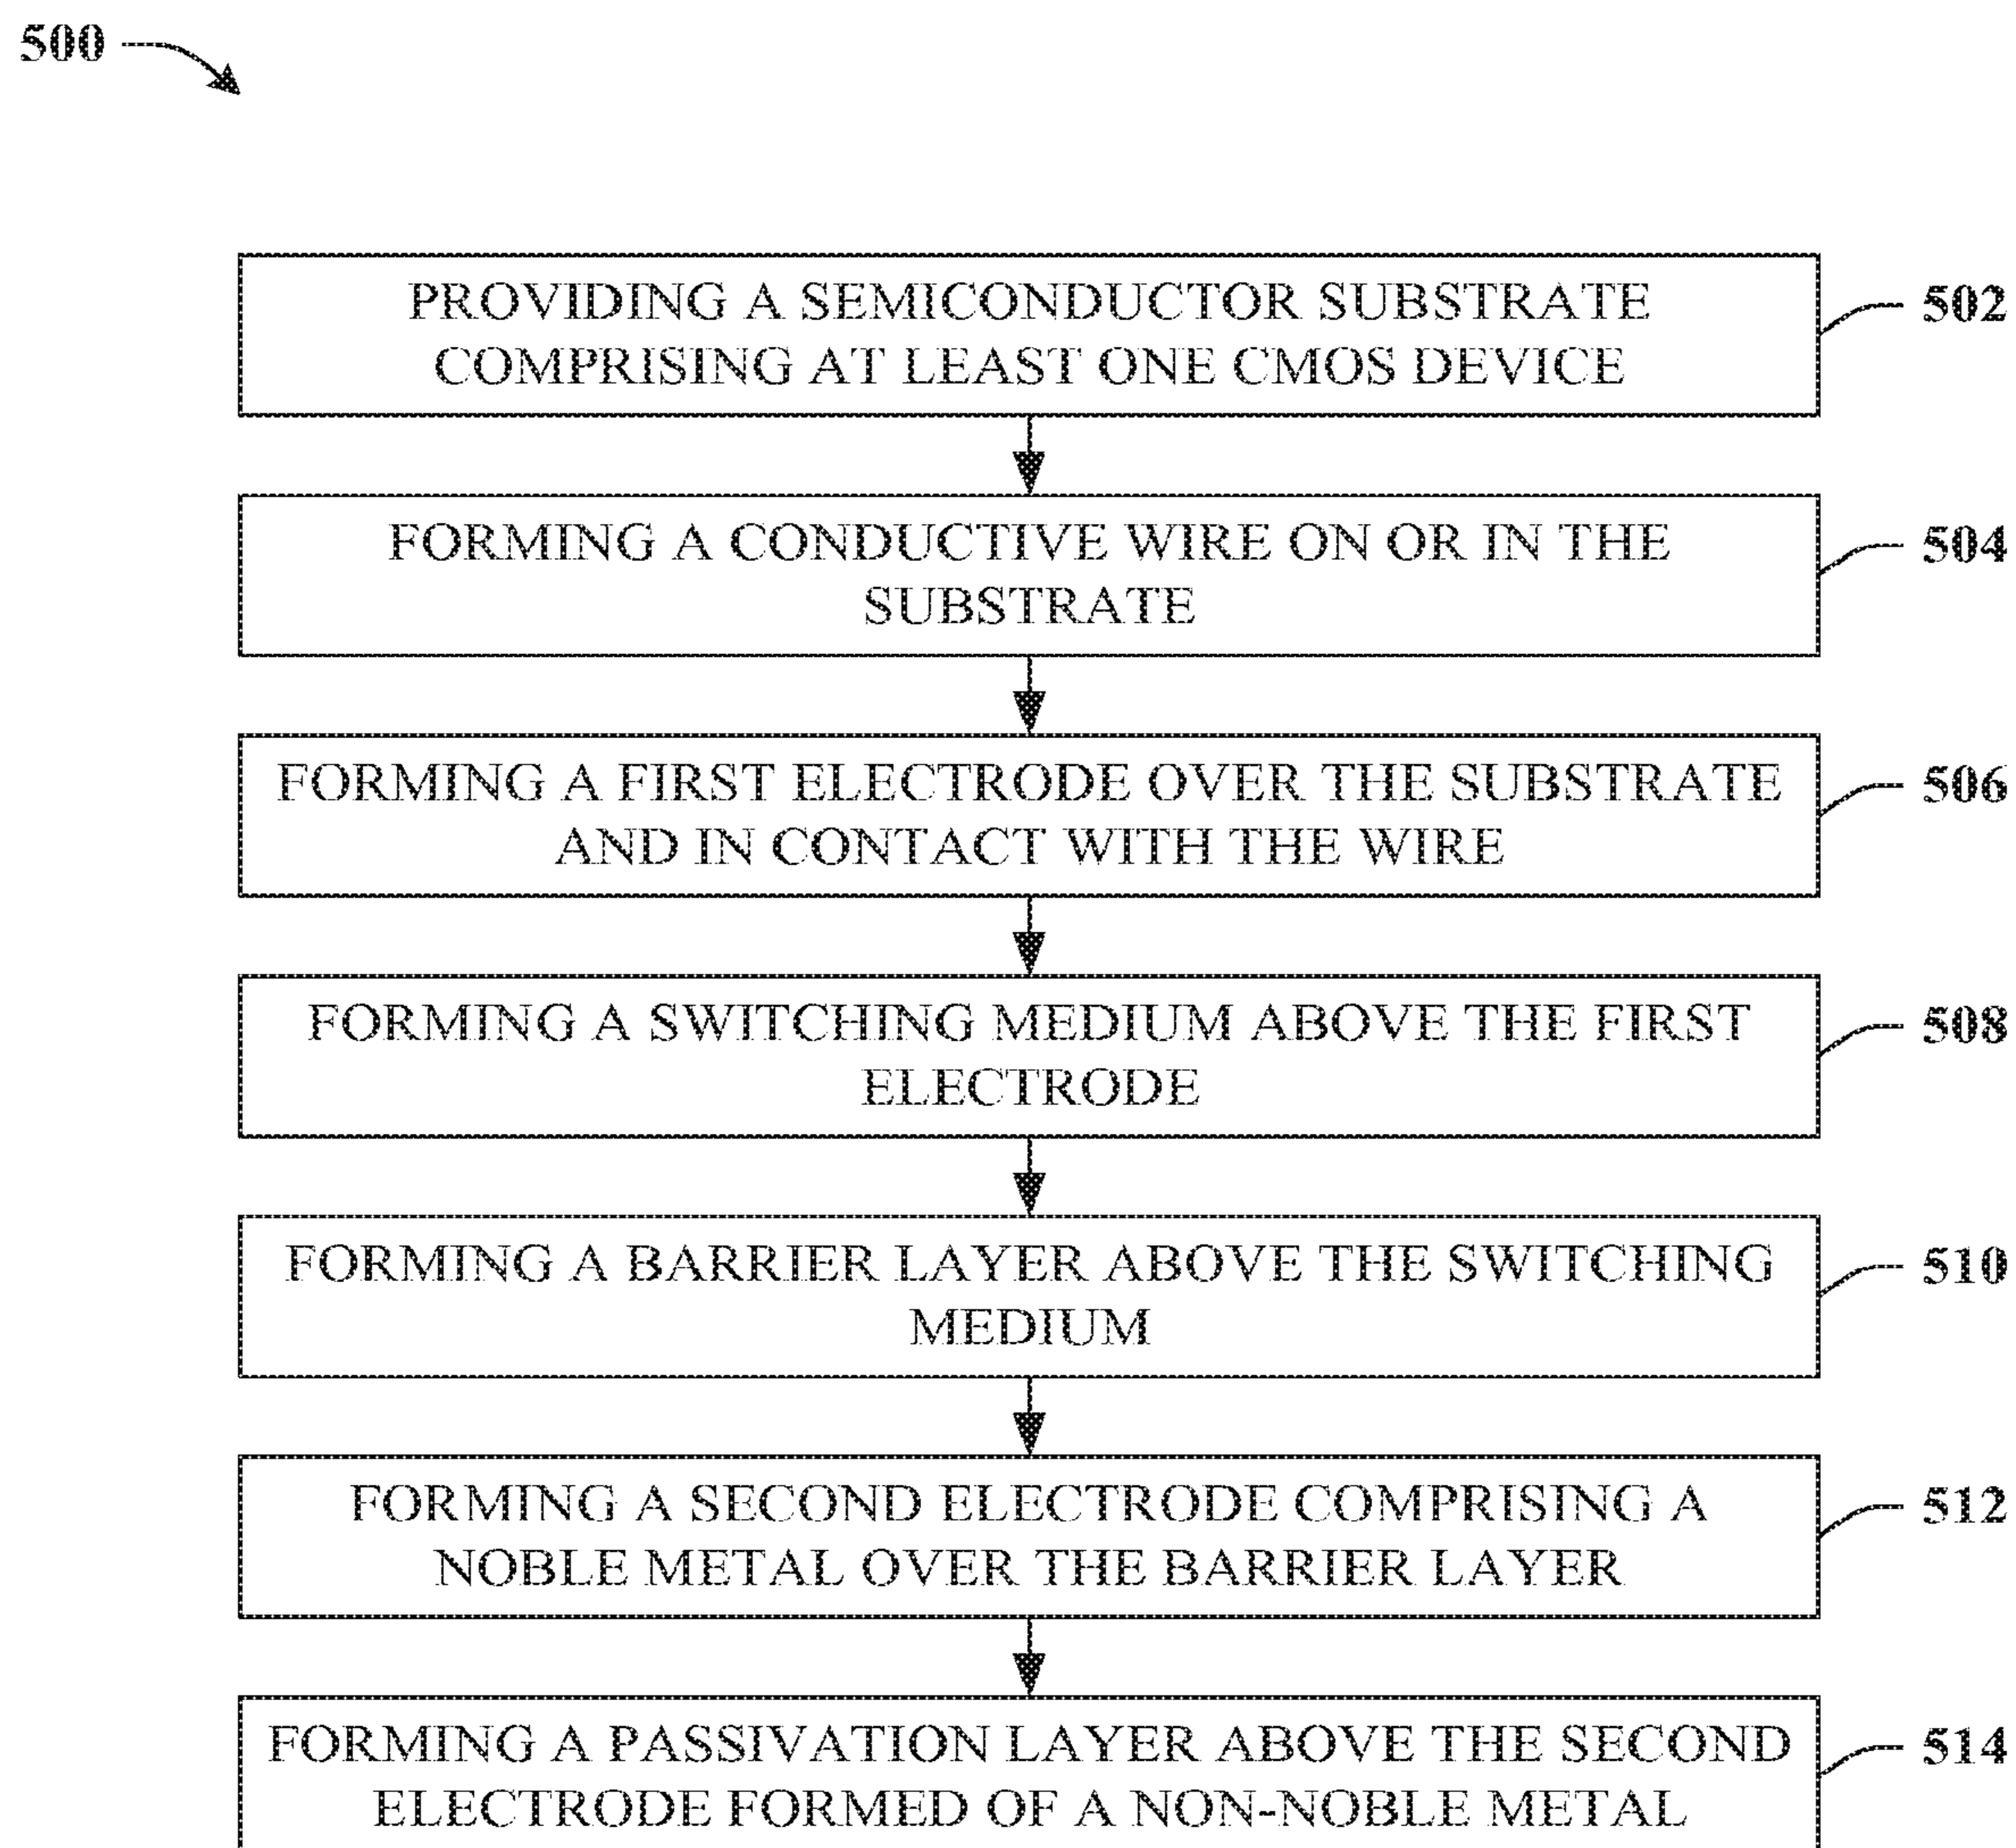 500
PROVIDING A SEMICONDUCTOR SUBSTRATE
COMPRISING AT LEAST ONE CMOS DEVICE
502
FORMING A CONDUCTIVE WIRE ON OR IN THE
SUBSTRATE
504
FORMING A FIRST ELECTRODE OVER THE SUBSTRATE
AND IN CONTACT WITH THE WIRE
506
FORMING A SWITCHING MEDIUM ABOVE THE FIRST
ELECTRODE
508
FORMING A BARRIER LAYER ABOVE THE SWITCHING
MEDIUM
510
FORMING A SECOND ELECTRODE COMPRISING A
NOBLE METAL OVER THE BARRIER LAYER
512
FORMING A PASSIVATION LAYER ABOVE THE SECOND
ELECTRODE FORMED OF A NON-NOBLE METAL
514